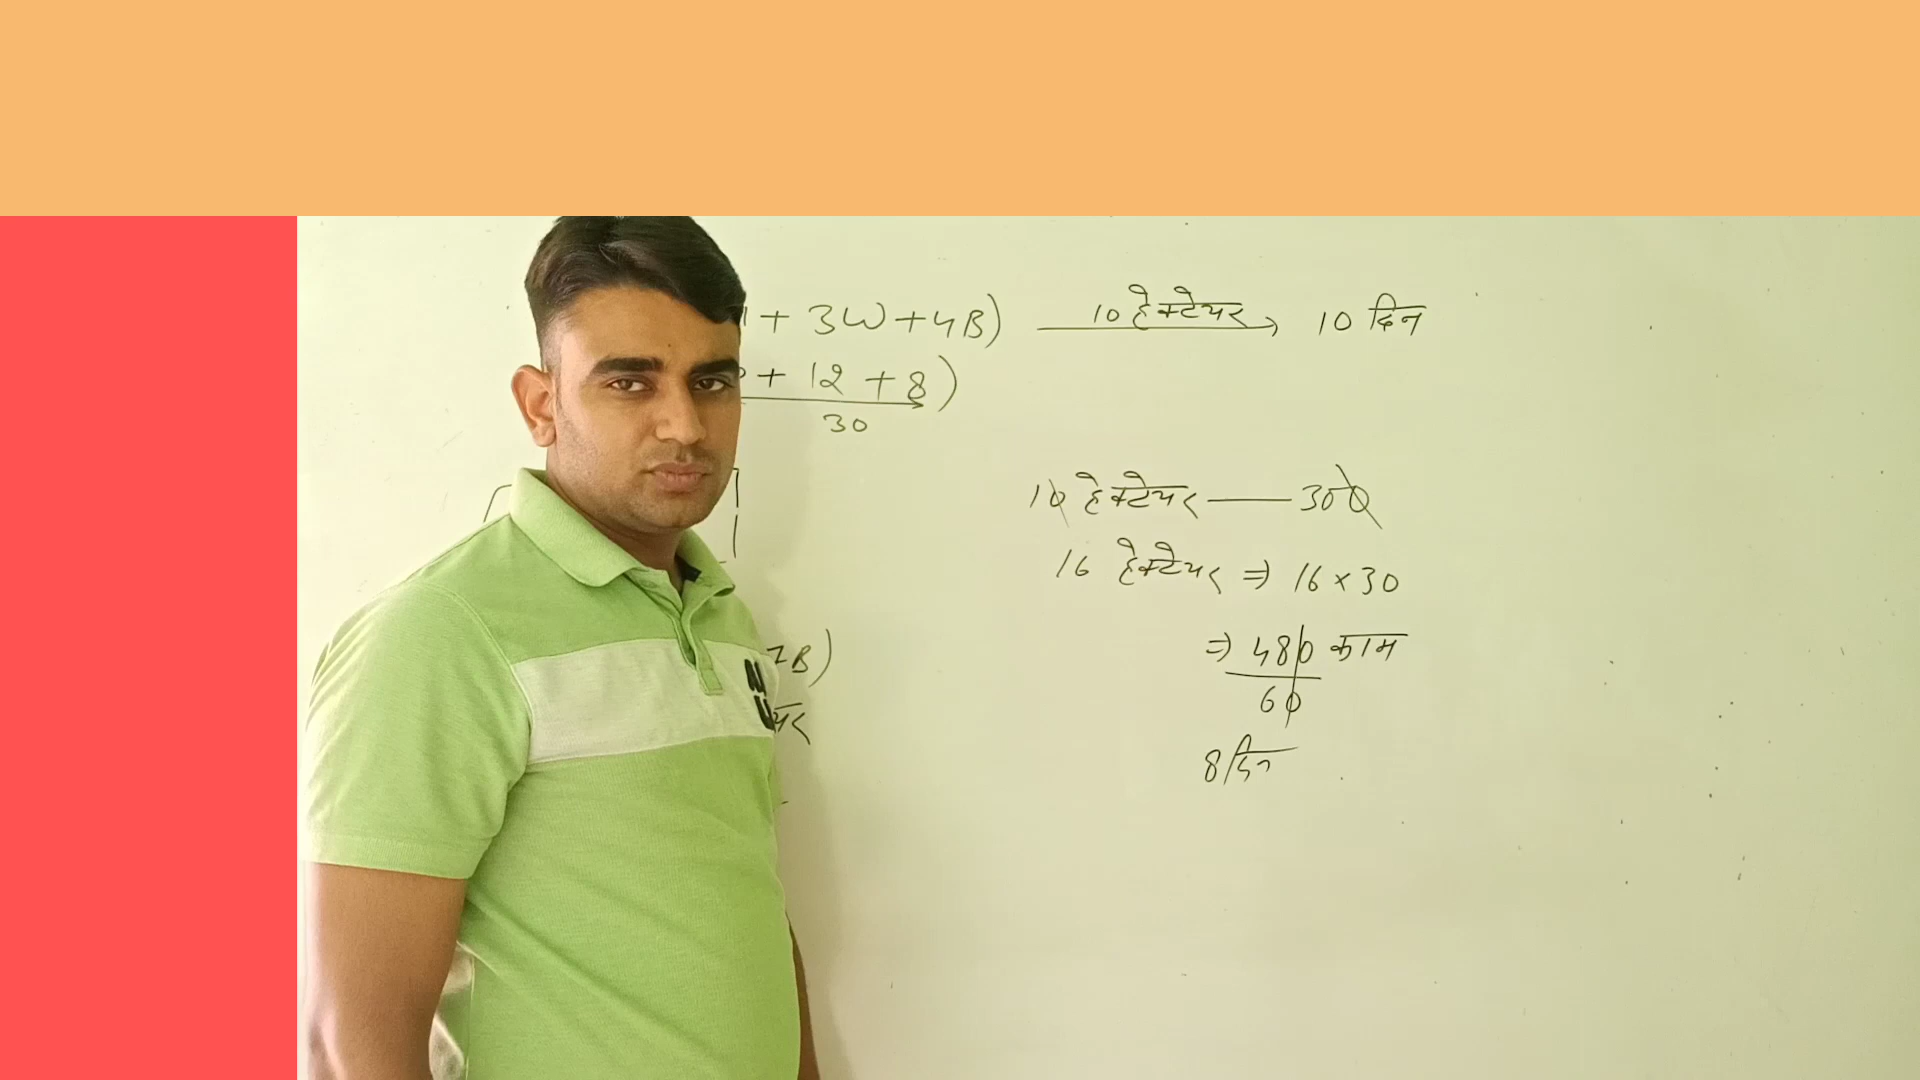 + 3W + 4B) 10 हेक्टेयर 10 दिन
+ 12 + 8)
30
10 हेक्टेयर — 300
16 हेक्टेयर ⇒ 16 × 30
⇒ 480 काम
60
8 दिन
B)